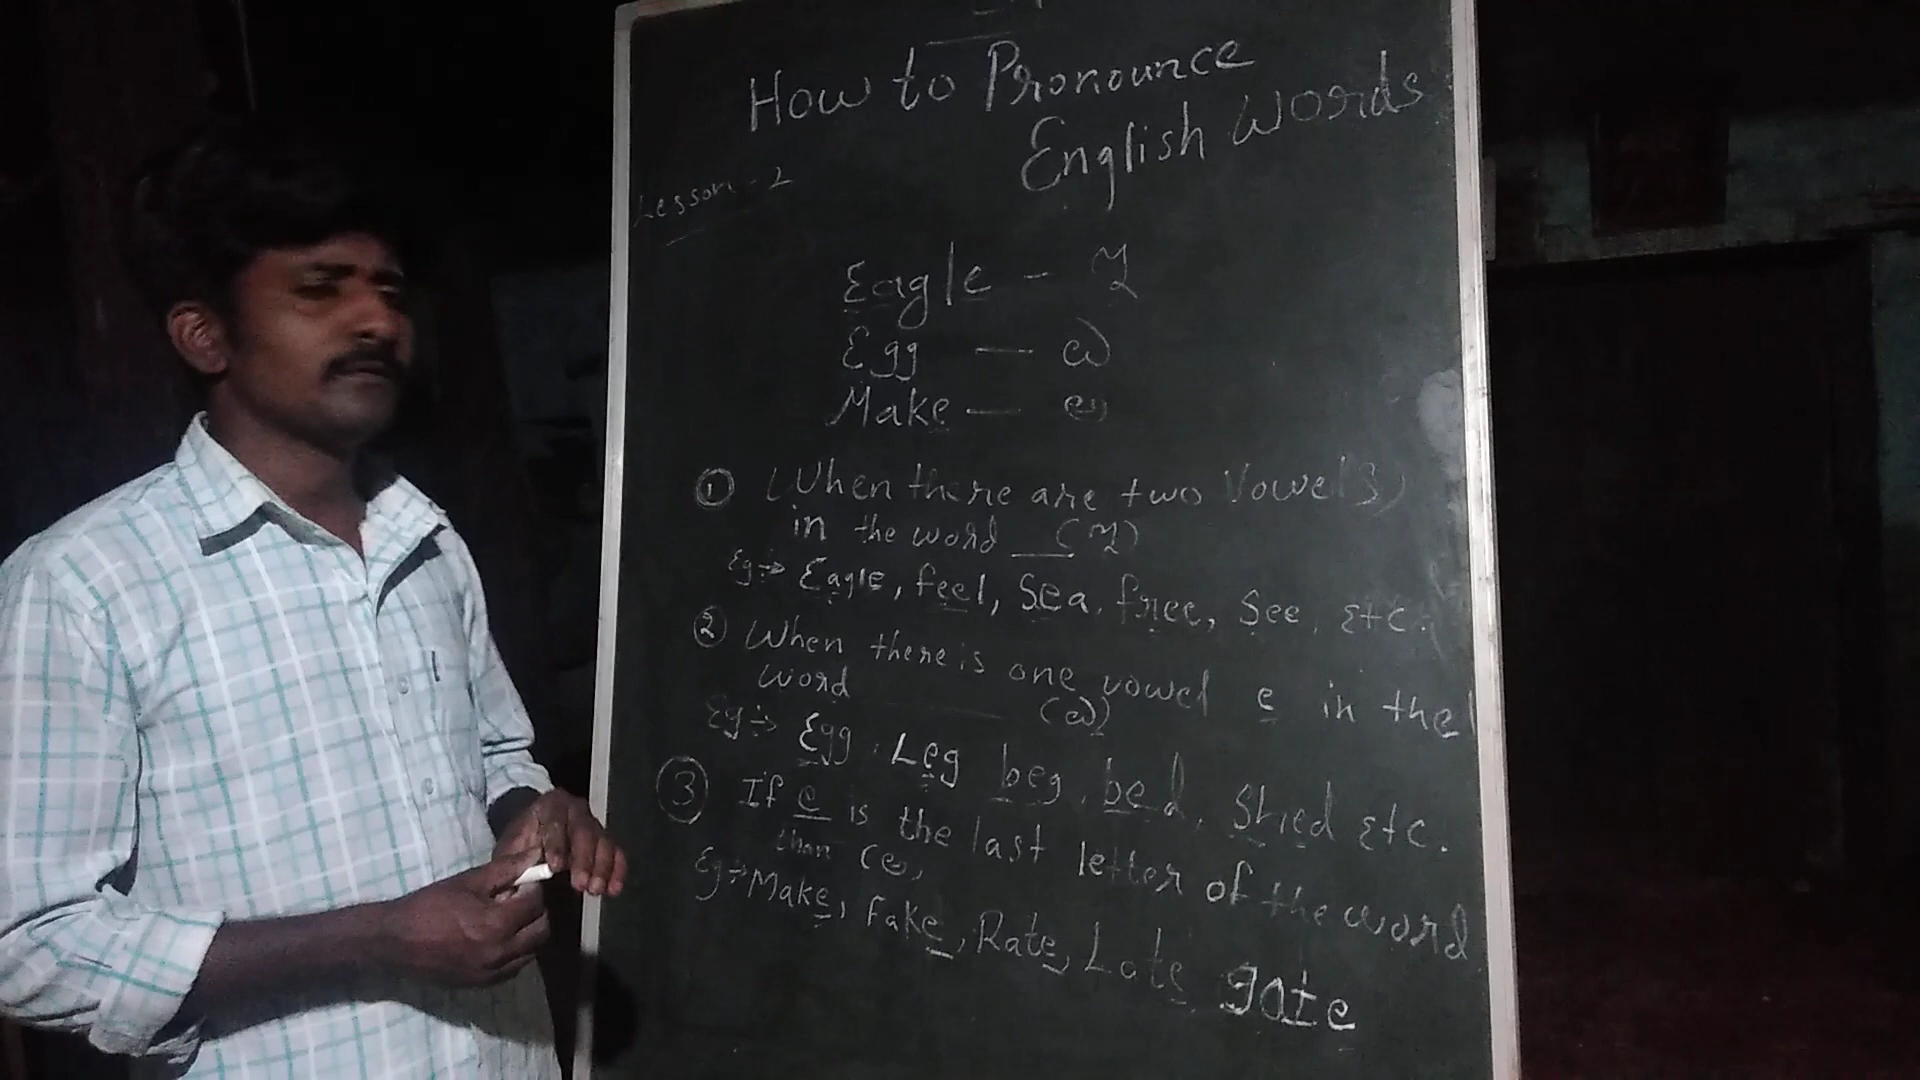 How to Pronounce
English Words
Lesson - 2
Eagle - ఈ
Egg — ఎ
Make — ఏ
① When there are two Vowels
in the word __ (ఈ)
Eg:→ Eagle, feel, Sea, free, See, Etc.
② When there is one vowel e in the
word ___ (ఎ)
Eg:→ Egg, Leg beg, bed, Shed Etc.
③ If e is the last letter of the word
than (ఏ,
Eg:→ Make, Fake, Rate, Late gate